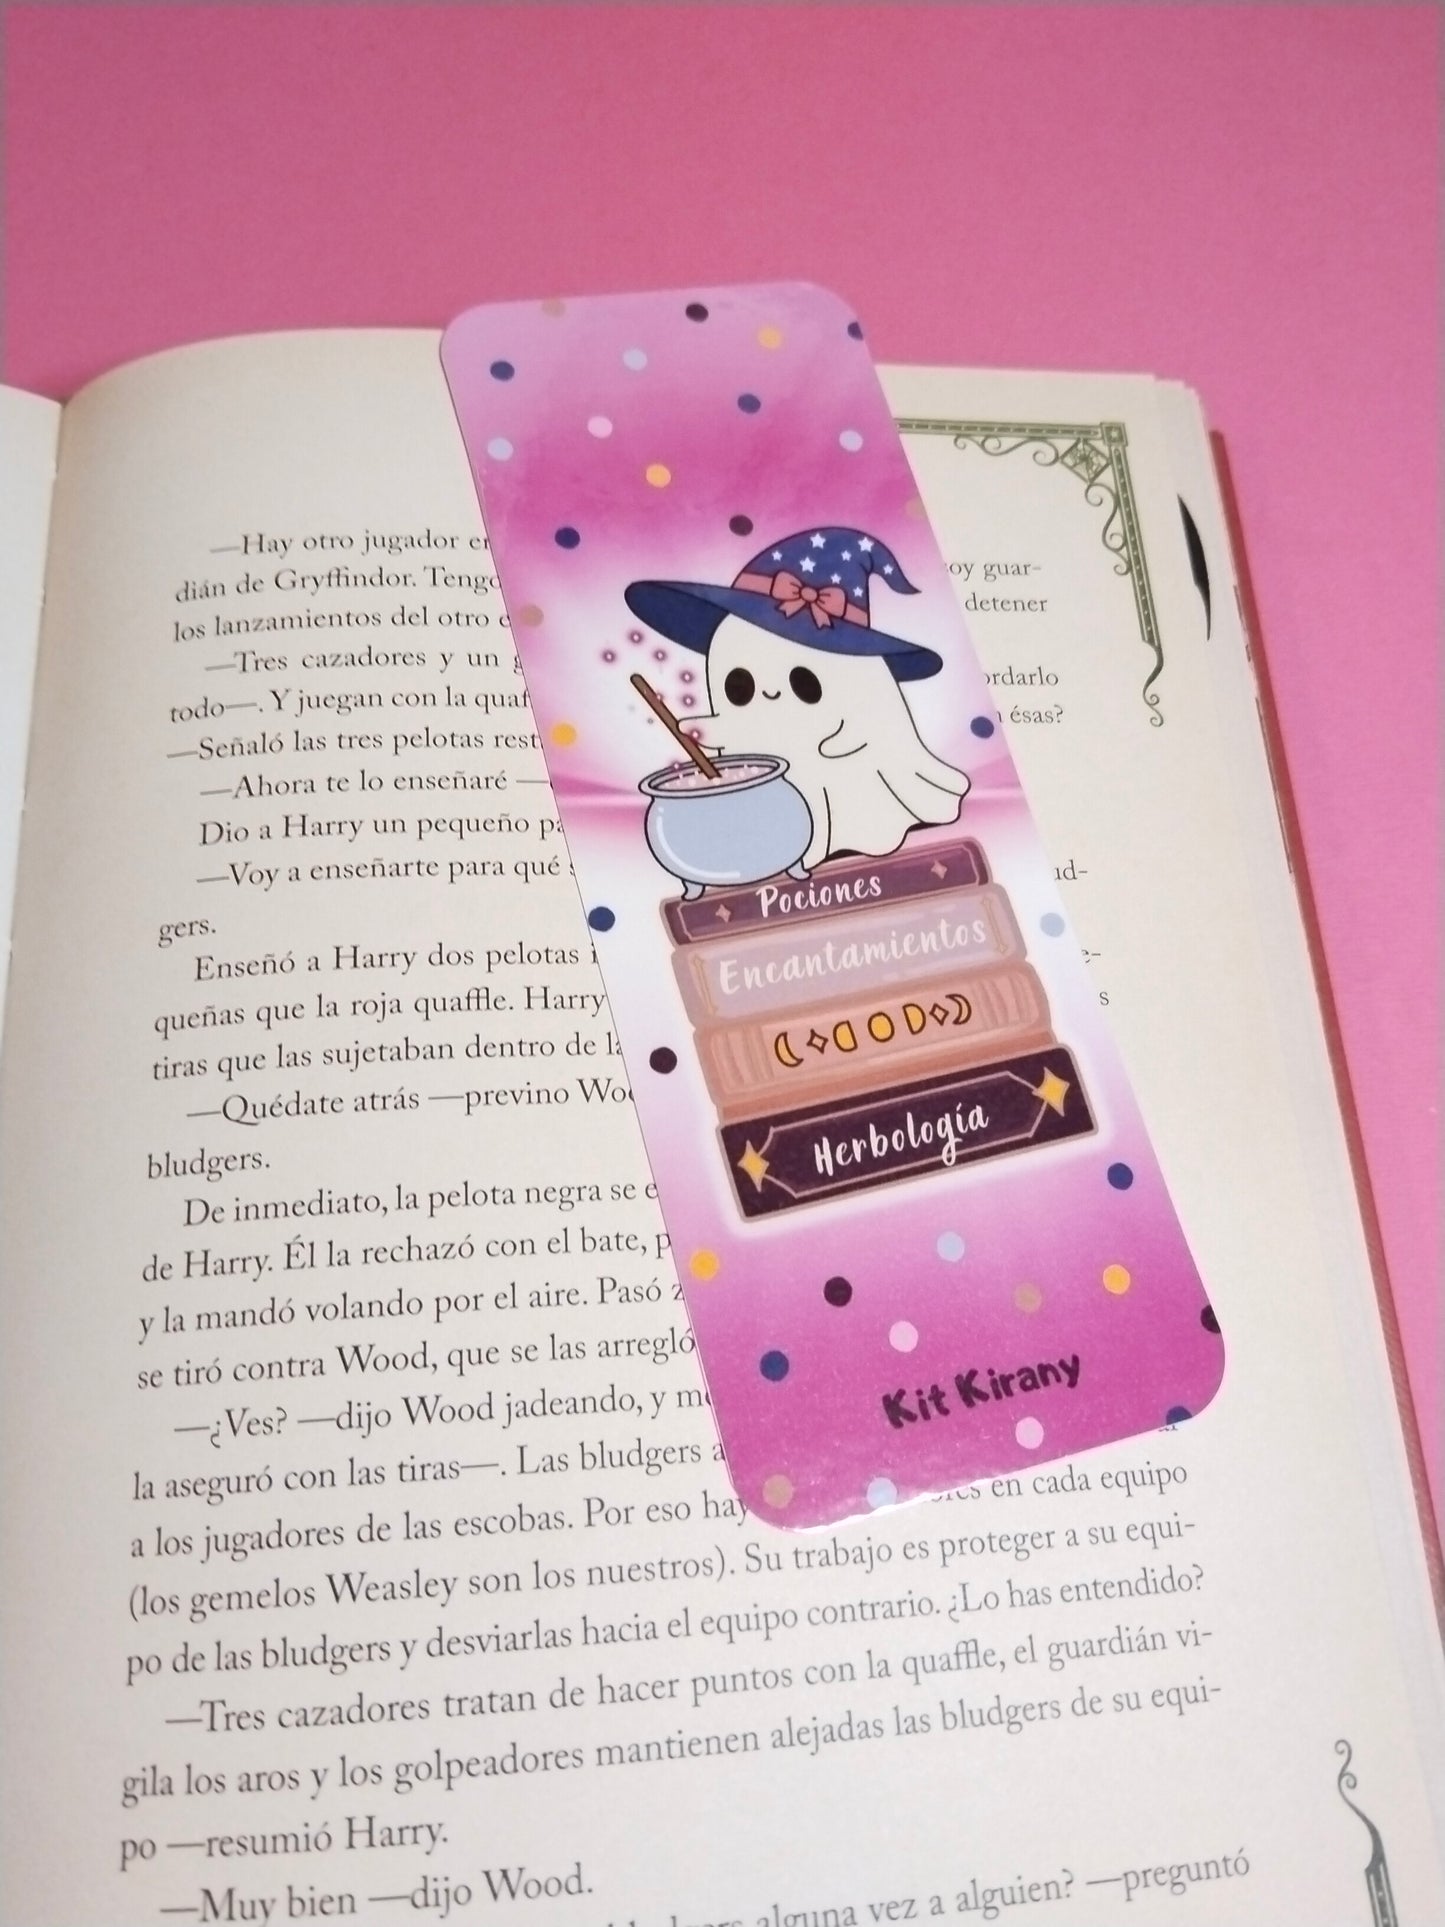 —Hay otro jugador
dián de Gryffindor. Tengo
los lanzamientos del otro
—Tres cazadores y un
todo—. Y juegan con la
—Señaló las tres pelotas
—Ahora te lo enseñaré —
Dio a Harry un pequeño
—Voy a enseñarte para qué
gers.
Enseñó a Harry dos pelotas
queñas que la roja quaffle. Harry
tiras que las sujetaban dentro de
—Quédate atrás —previno
bludgers.
De inmediato, la pelota negra se
de Harry. Él la rechazó con el bate,
y la mandó volando por el aire. Pasó
se tiró contra Wood, que se las arregló
—¿Ves? —dijo Wood jadeando, y
la aseguró con las tiras—. Las bludgers
a los jugadores de las escobas. Por eso hay en cada equipo
(los gemelos Weasley son los nuestros). Su trabajo es proteger a su equi-
po de las bludgers y desviarlas hacia el equipo contrario. ¿Lo has entendido?
—Tres cazadores tratan de hacer puntos con la quaffle, el guardián vi-
gila los aros y los golpeadores mantienen alejadas las bludgers de su equi-
po —resumió Harry.
—Muy bien —dijo Wood.
alguna vez a alguien? —preguntó
guar-
detener
ésas?
Pociones
Encantamientos
Herbología
Kit Kirany